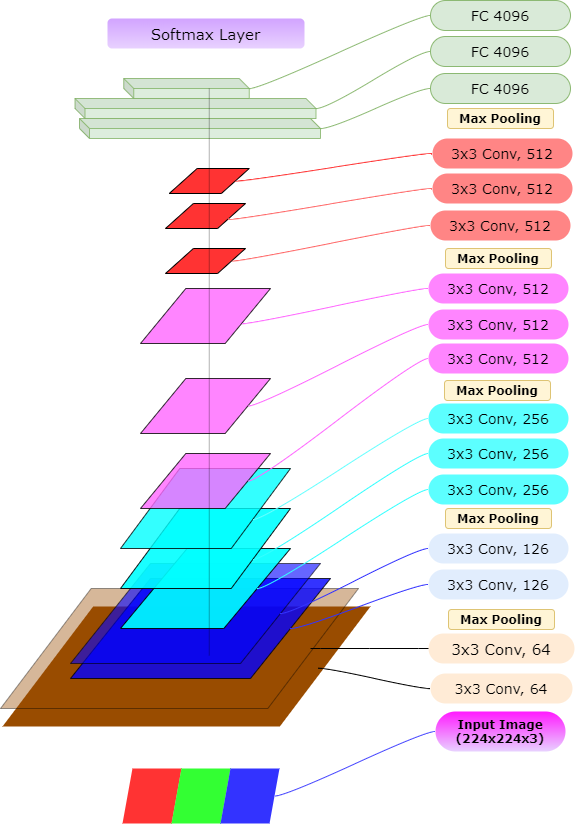 Softmax Layer
FC 4096
FC 4096
FC 4096
Max Pooling
3x3 Conv, 512
3x3 Conv, 512
3x3 Conv, 512
Max Pooling
3x3 Conv, 512
3x3 Conv, 512
3x3 Conv, 512
Max Pooling
3x3 Conv, 256
3x3 Conv, 256
3x3 Conv, 256
Max Pooling
3x3 Conv, 126
3x3 Conv, 126
Max Pooling
3x3 Conv, 64
3x3 Conv, 64
Input Image
(224x224x3)